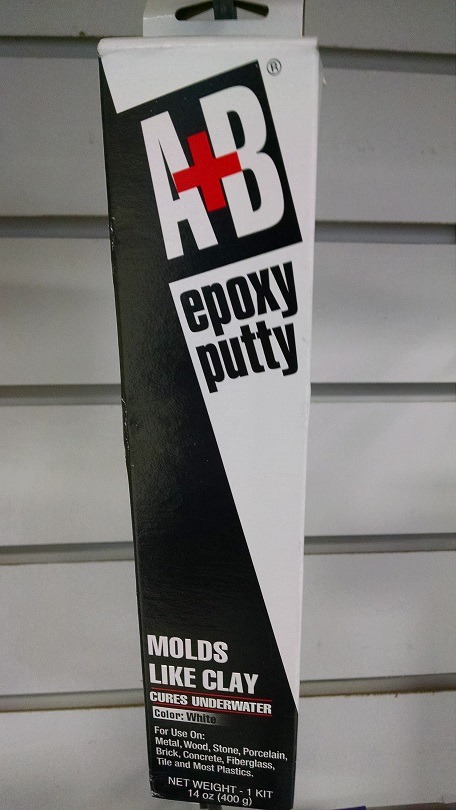 A+B®
epoxy
putty
MOLDS
LIKE CLAY
CURES UNDERWATER
Color: White
For Use On:
Metal, Wood, Stone, Porcelain,
Brick, Concrete, Fiberglass,
Tile and Most Plastics.
NET WEIGHT - 1 KIT
14 oz (400 g)